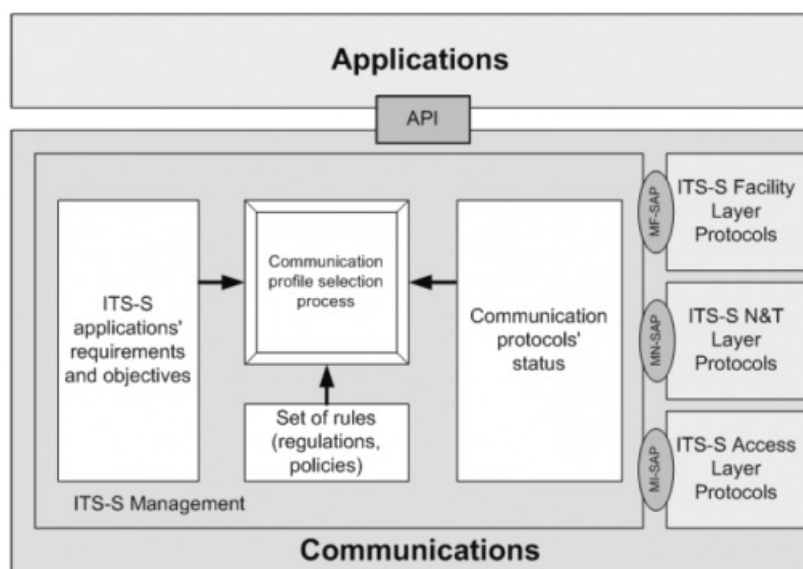 Applications
API
ITS-S
applications'
requirements
and objectives
Communication
profile selection
process
Set of rules
(regulations,
policies)
Communication
protocols'
status
MF-SAP
ITS-S Facility
Layer
Protocols
MN-SAP
ITS-S N&T
Layer
Protocols
MI-SAP
ITS-S Access
Layer
Protocols
ITS-S Management
Communications